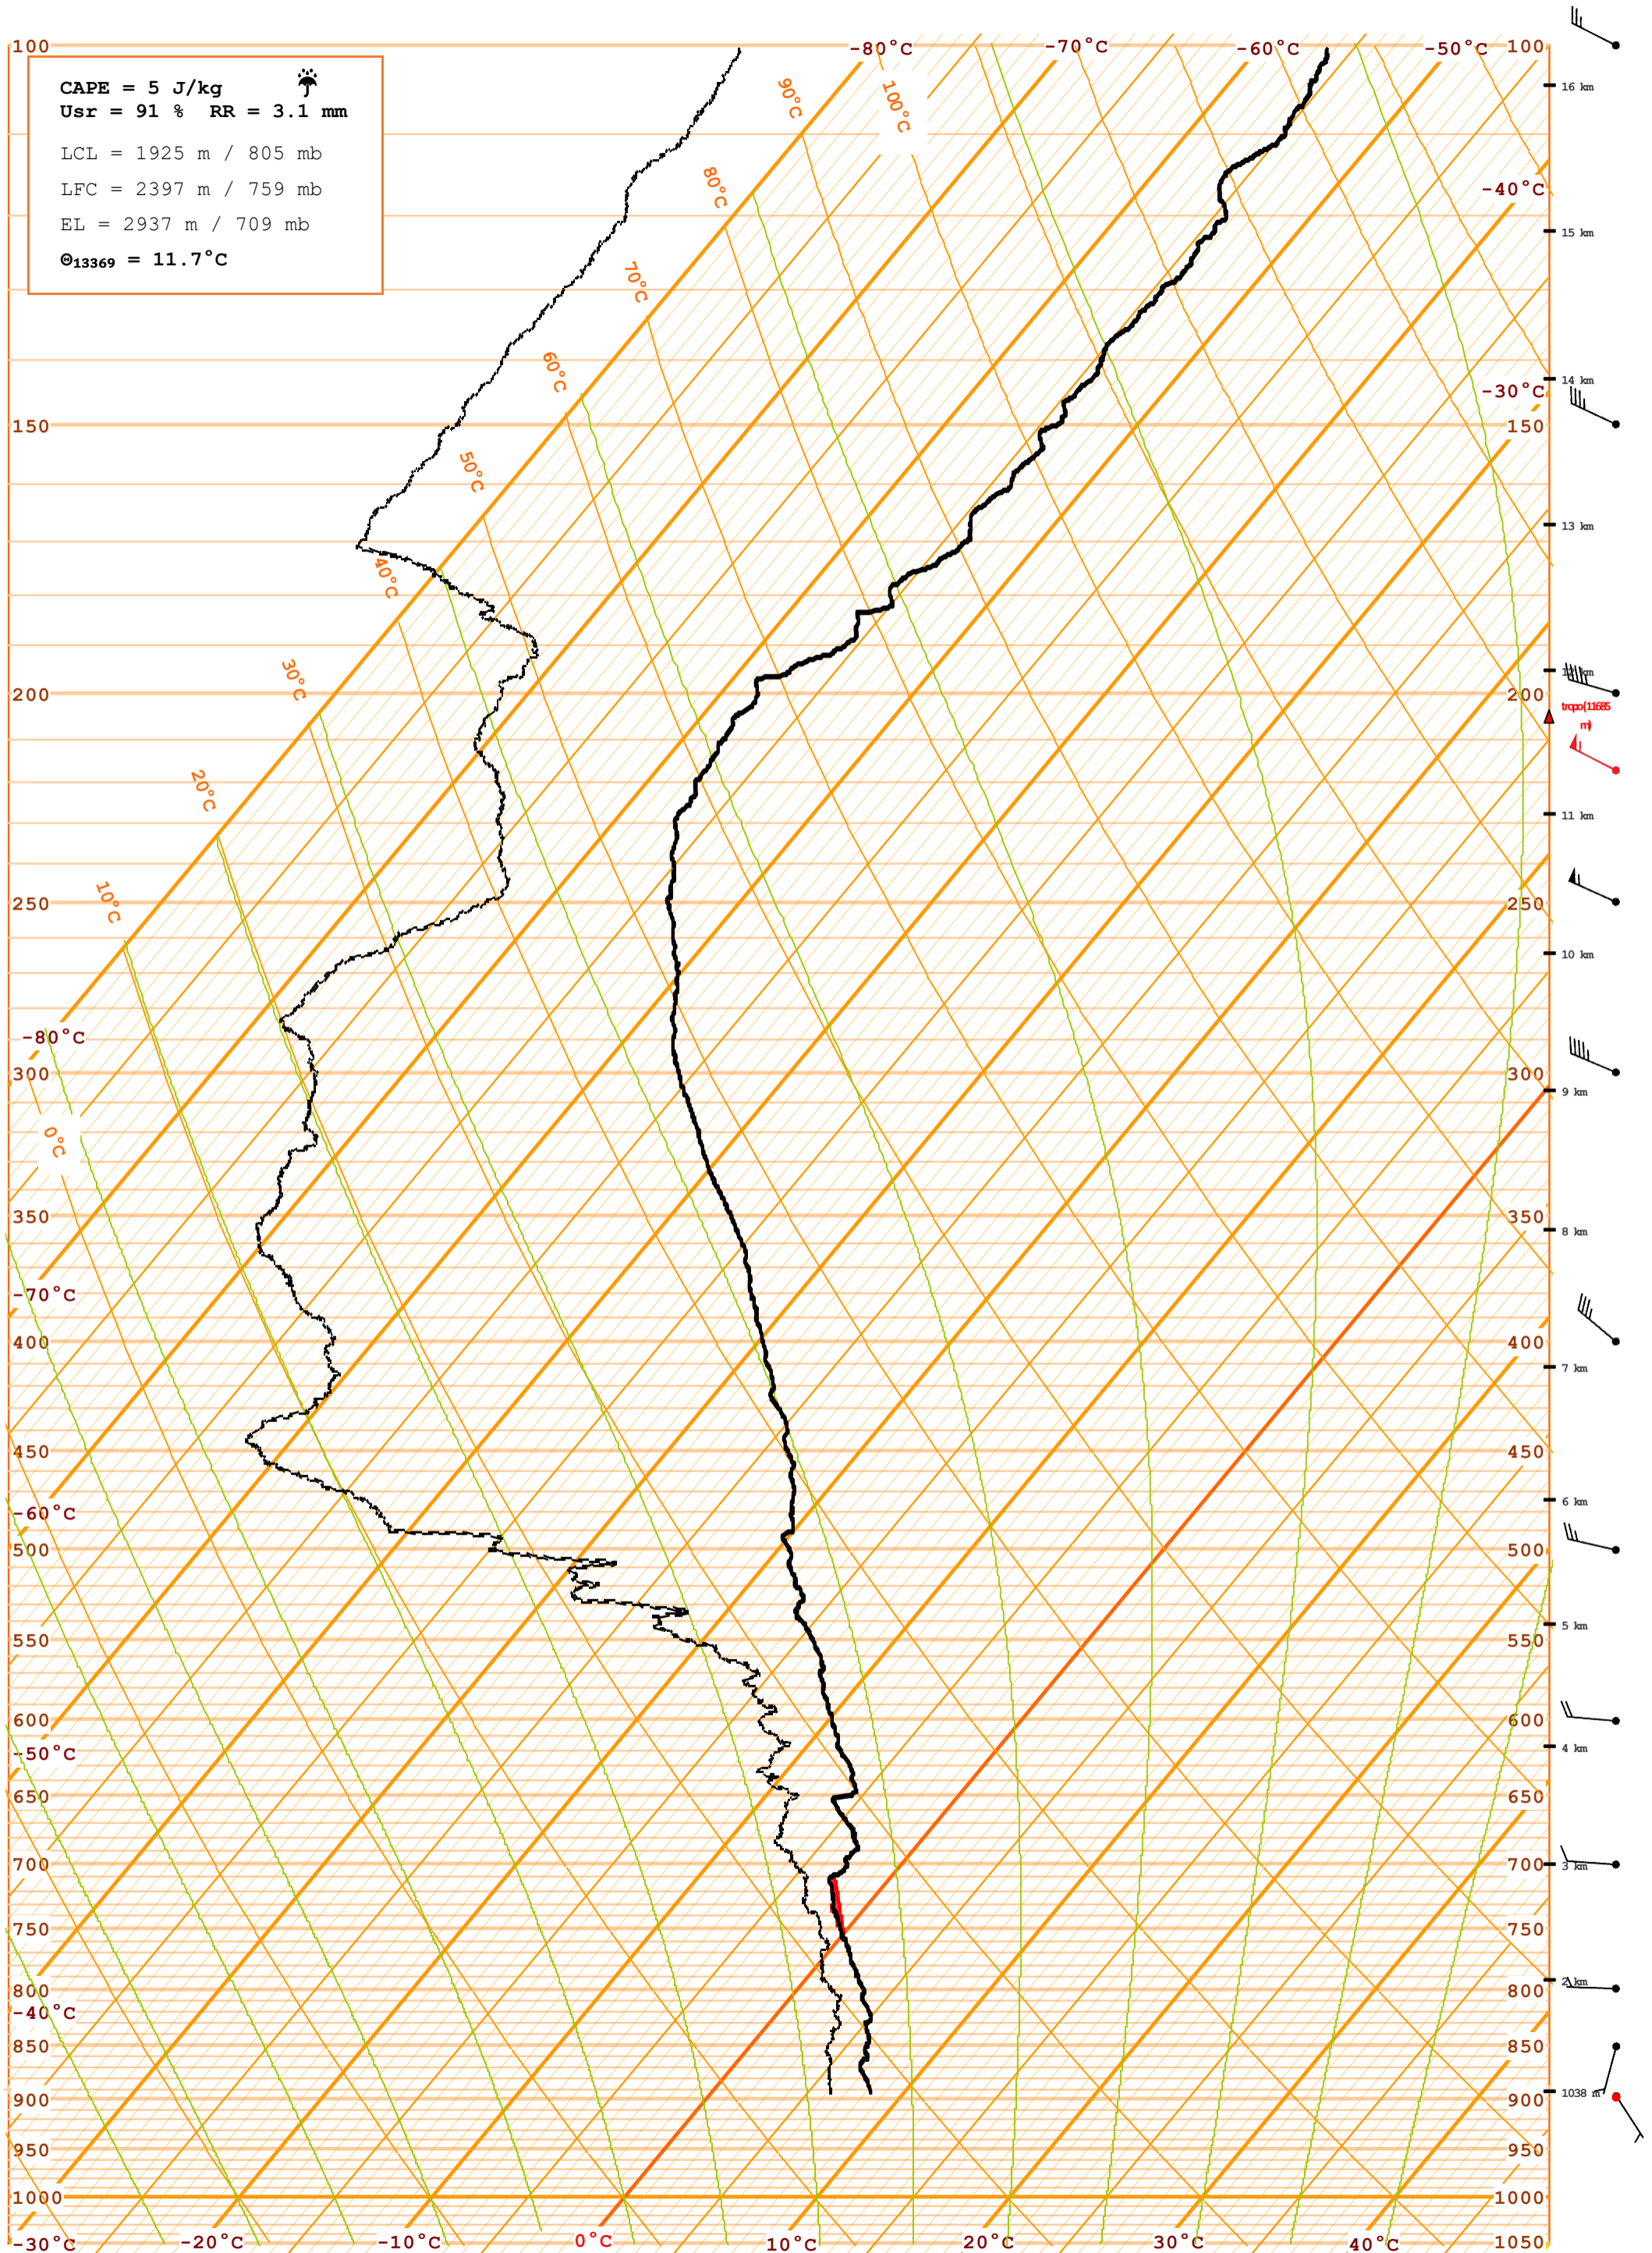 100 -80°C -70°C -60°C -50°C 100
CAPE = 5 J/kg
Usr = 91 % RR = 3.1 mm
LCL = 1925 m / 805 mb
LFC = 2397 m / 759 mb
EL = 2937 m / 709 mb
Θ13369 = 11.7°C
90°C 100°C
16 km
80°C -40°C
15 km
70°C
60°C 14 km
-30°C
150 150
50°C
13 km
40°C
30°C
km
200 200
tropo(11685
m)
20°C
11 km
10°C
250 250
10 km
-80°C
300 300
9 km
0°C
350 350
8 km
-70°C
400 400
7 km
450 450
6 km
-60°C
500 500
5 km
550 550
600 600
4 km
-50°C
650 650
700 700 3 km
750 750
2 km
800 800
-40°C
850 850
1038 m
900 900
950 950
1000 1000
-30°C -20°C -10°C 0°C 10°C 20°C 30°C 40°C 1050